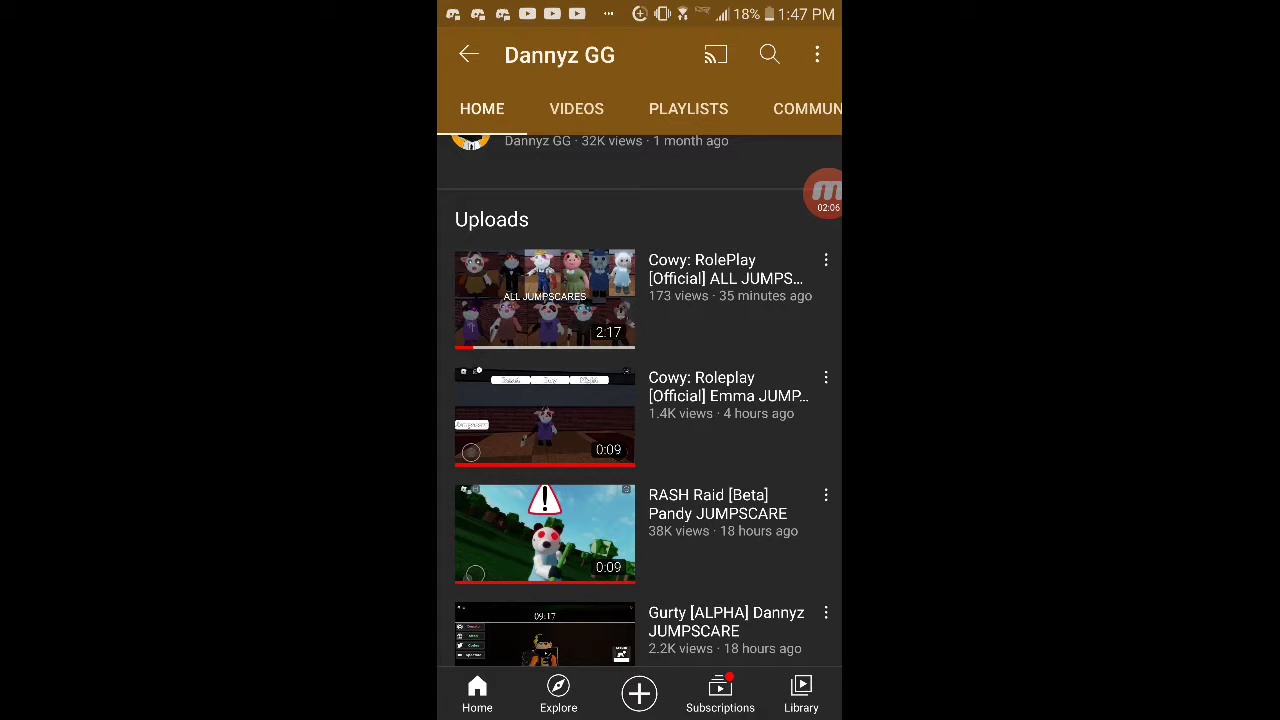 18% 1:47 PM
Dannyz GG
HOME VIDEOS PLAYLISTS COMMUN
Dannyz GG · 32K views · 1 month ago
02:06
Uploads
ALL JUMPSCARES
2:17
Cowy: RolePlay
[Official] ALL JUMPS...
173 views · 35 minutes ago
0:09
Cowy: Roleplay
[Official] Emma JUMP...
1.4K views · 4 hours ago
0:09
RASH Raid [Beta]
Pandy JUMPSCARE
38K views · 18 hours ago
09:17
Gurty [ALPHA] Dannyz
JUMPSCARE
2.2K views · 18 hours ago
Home Explore Subscriptions Library